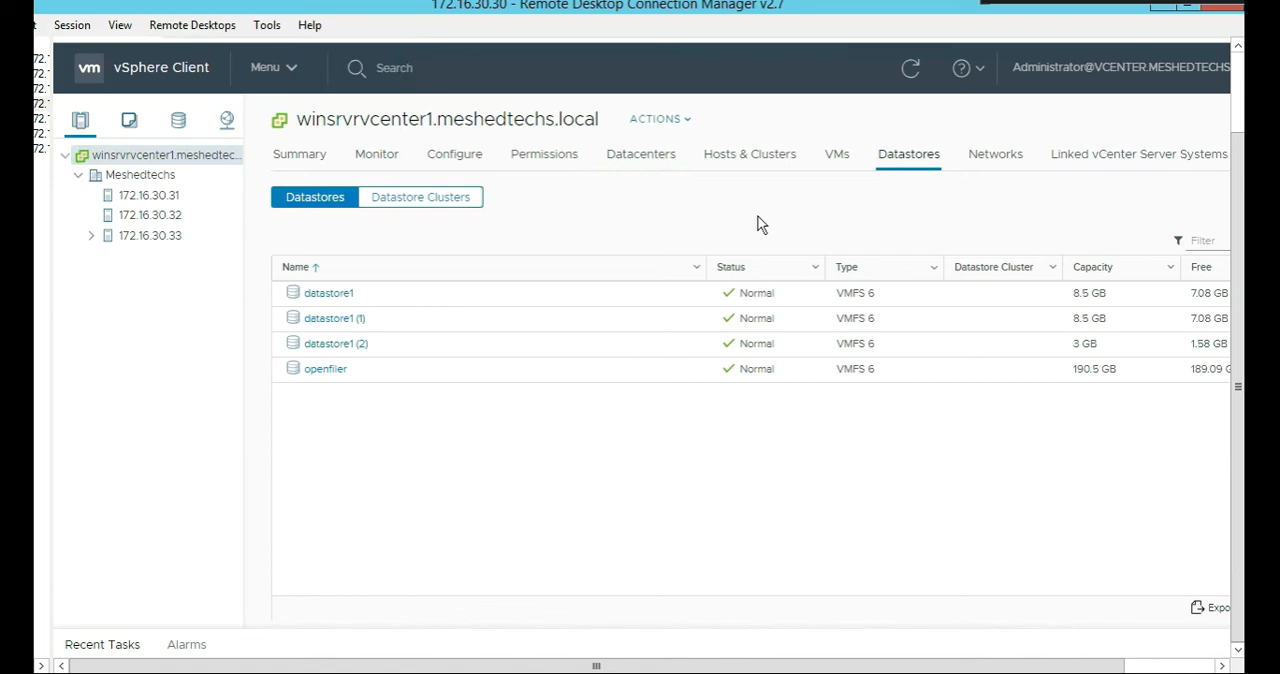 172.16.30.30 - Remote Desktop Connection Manager v2.7
Session View Remote Desktops Tools Help
vm vSphere Client Menu Search Administrator@VCENTER.MESHEDTECHS
winsrvrvcenter1.meshedtechs.local ACTIONS
Summary Monitor Configure Permissions Datacenters Hosts & Clusters VMs Datastores Networks Linked vCenter Server Systems
winsrvrvcenter1.meshedtec...
Meshedtechs
172.16.30.31
172.16.30.32
172.16.30.33
Datastores Datastore Clusters
Filter
Name Status Type Datastore Cluster Capacity Free
datastore1 Normal VMFS 6 8.5 GB 7.08 GB
datastore1 (1) Normal VMFS 6 8.5 GB 7.08 GB
datastore1 (2) Normal VMFS 6 3 GB 1.58 GB
openfiler Normal VMFS 6 190.5 GB 189.09 G
Expo
Recent Tasks Alarms